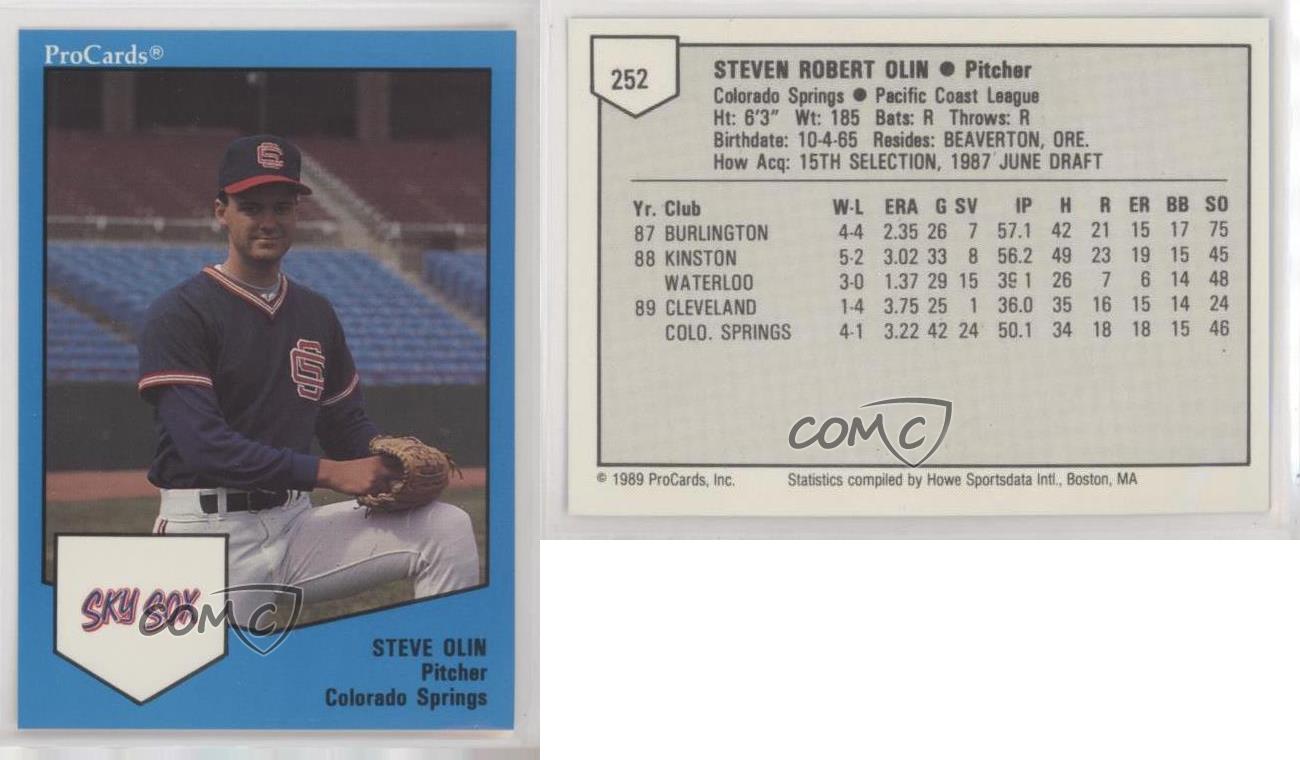 ProCards®
CS
CS
SKY SOX
COMC
STEVE OLIN
Pitcher
Colorado Springs
252
STEVEN ROBERT OLIN ● Pitcher
Colorado Springs ● Pacific Coast League
Ht: 6'3" Wt: 185 Bats: R Throws: R
Birthdate: 10-4-65 Resides: BEAVERTON, ORE.
How Acq: 15TH SELECTION, 1987 JUNE DRAFT
Yr. Club W-L ERA G SV IP H R ER BB SO
87 BURLINGTON 4-4 2.35 26 7 57.1 42 21 15 17 75
88 KINSTON 5-2 3.02 33 8 56.2 49 23 19 15 45
WATERLOO 3-0 1.37 29 15 39.1 26 7 6 14 48
89 CLEVELAND 1-4 3.75 25 1 36.0 35 16 15 14 24
COLO. SPRINGS 4-1 3.22 42 24 50.1 34 18 18 15 46
COMC
© 1989 ProCards, Inc. Statistics compiled by Howe Sportsdata Intl., Boston, MA